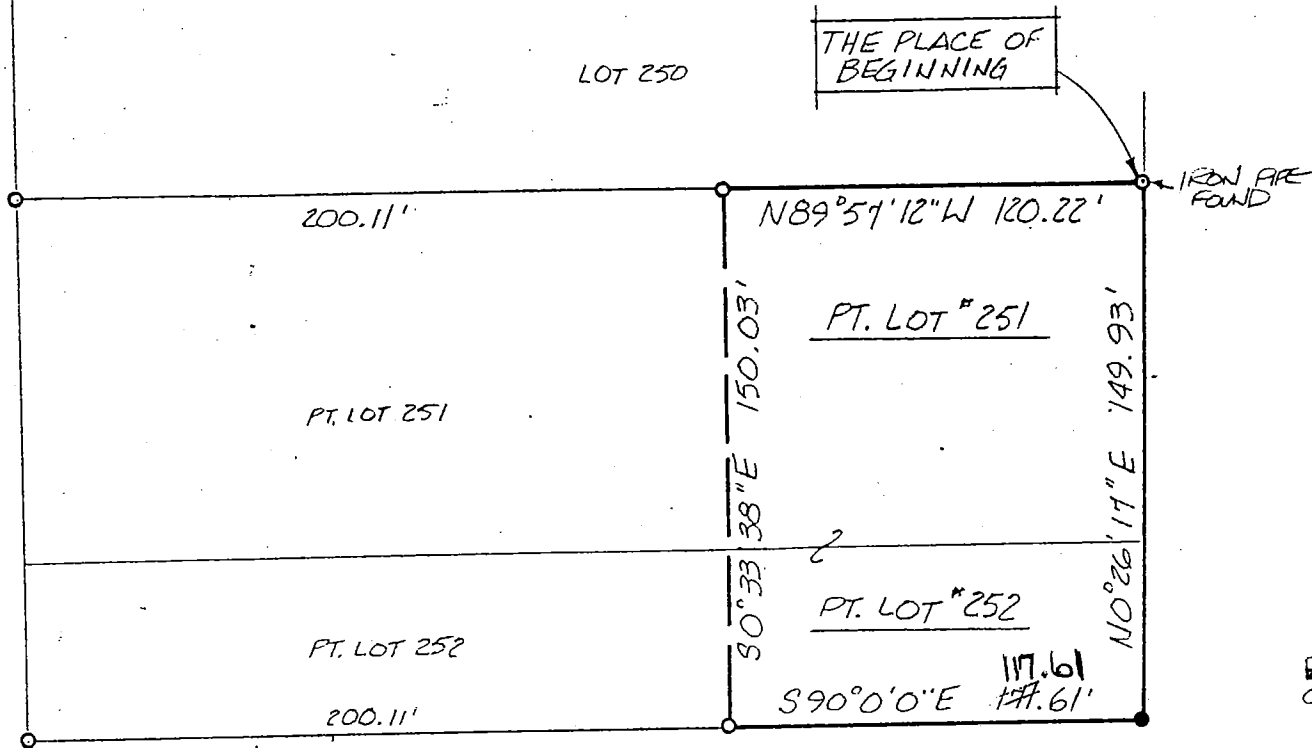 LOT 250
THE PLACE OF
BEGINNING
IRON PIPE
FOUND
200.11'
N89°57'12"W 120.22'
PT. LOT #251
150.03'
149.93'
PT. LOT 251
S0°33'38"E
N0°26'17"E
PT. LOT #252
PT. LOT 252
117.61
S90°0'0"E
200.11'